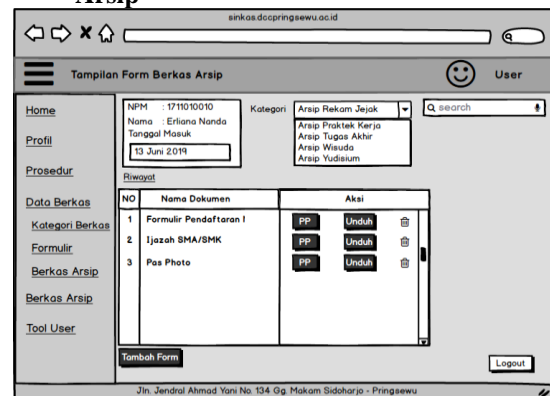 Arsip
sinkas.dccpringsewu.ac.id
Tampilan Form Berkas Arsip
User
Home
Profil
Prosedur
Data Berkas
Kategori Berkas
Formulir
Berkas Arsip
Berkas Arsip
Tool User
NPM : 1711010010
Nama : Erliana Nanda
Tanggal Masuk
13 Juni 2019
Riwayat
Kategori
Arsip Rekam Jejak
Arsip Praktek Kerja
Arsip Tugas Akhir
Arsip Wisuda
Arsip Yudisium
search
NO Nama Dokumen Aksi
1 Formulir Pendaftaran I PP Unduh
2 Ijazah SMA/SMK PP Unduh
3 Pas Photo PP Unduh
Tambah Form
Logout
Jln. Jendral Ahmad Yani No. 134 Gg. Makam Sidoharjo - Pringsewu